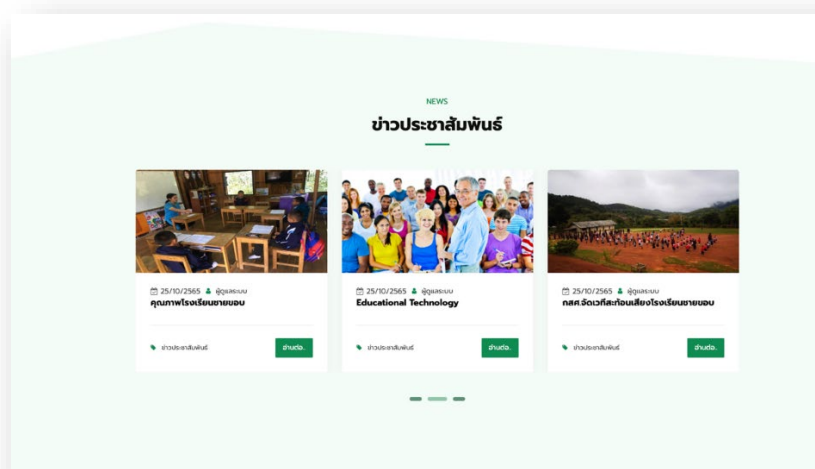 NEWS
ข่าวประชาสัมพันธ์
25/10/2565 ผู้ดูแลระบบ
คุณภาพโรงเรียนชายขอบ
ข่าวประชาสัมพันธ์
อ่านต่อ..
25/10/2565 ผู้ดูแลระบบ
Educational Technology
ข่าวประชาสัมพันธ์
อ่านต่อ..
25/10/2565 ผู้ดูแลระบบ
กสศ.จัดเวทีสะท้อนเสียงโรงเรียนชายขอบ
ข่าวประชาสัมพันธ์
อ่านต่อ..